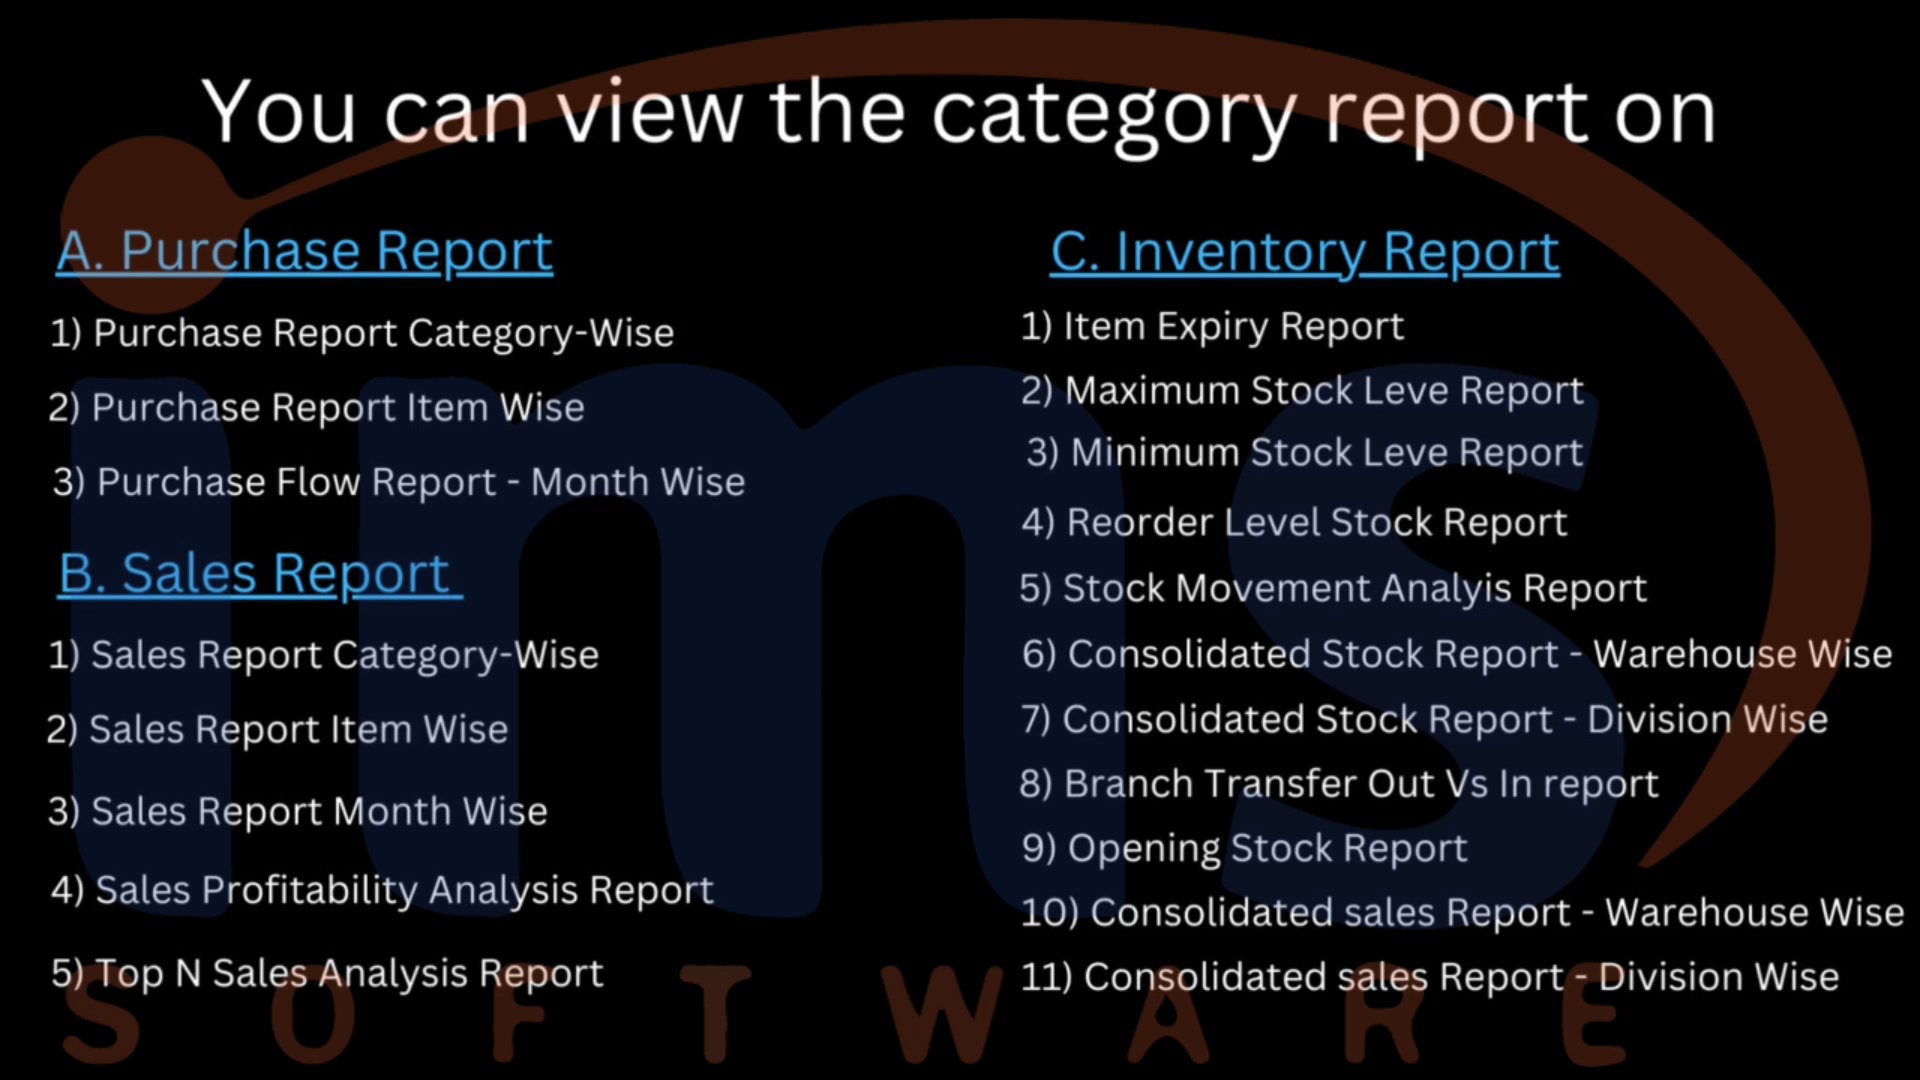 You can view the category report on
A. Purchase Report
1) Purchase Report Category-Wise
2) Purchase Report Item Wise
3) Purchase Flow Report - Month Wise
B. Sales Report
1) Sales Report Category-Wise
2) Sales Report Item Wise
3) Sales Report Month Wise
4) Sales Profitability Analysis Report
5) Top N Sales Analysis Report
C. Inventory Report
1) Item Expiry Report
2) Maximum Stock Leve Report
3) Minimum Stock Leve Report
4) Reorder Level Stock Report
5) Stock Movement Analyis Report
6) Consolidated Stock Report - Warehouse Wise
7) Consolidated Stock Report - Division Wise
8) Branch Transfer Out Vs In report
9) Opening Stock Report
10) Consolidated sales Report - Warehouse Wise
11) Consolidated sales Report - Division Wise
ims
SOFTWARE